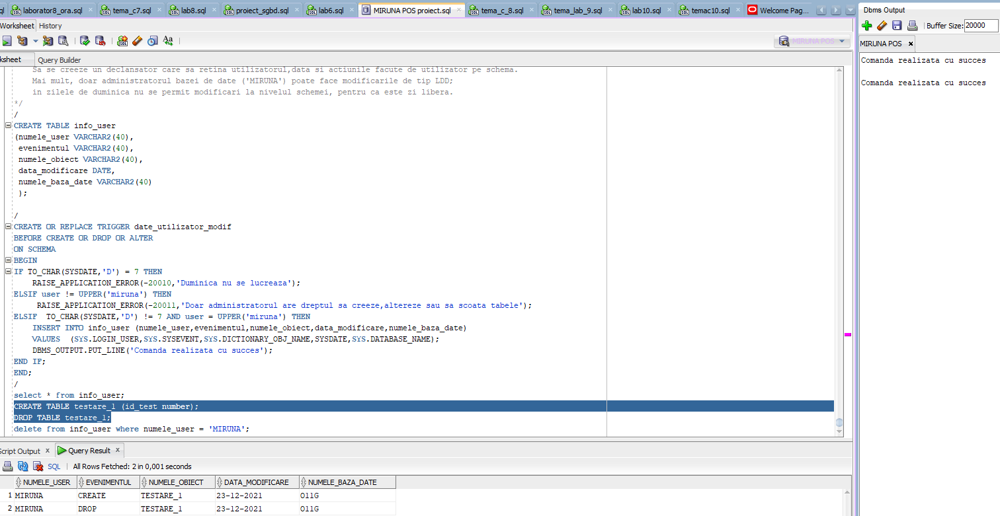 ql laborator8_ora.sql tema_c7.sql lab8.sql proiect_sgbd.sql lab6.sql MIRUNA POS proiect.sql tema_c_8.sql tema_lab_9.sql lab10.sql temac10.sql Welcome Pag...
Worksheet History
MIRUNA POS
ksheet Query Builder
Sa se creeze un declansator care sa retina utilizatorul,data si actiunile facute de utilizator pe schema.
Mai mult, doar administratorul bazei de date ('MIRUNA') poate face modificarile de tip LDD;
in zilele de duminica nu se permit modificari la nivelul schemei, pentru ca este zi libera.
*/
/
CREATE TABLE info_user
(numele_user VARCHAR2(40),
evenimentul VARCHAR2(40),
numele_obiect VARCHAR2(40),
data_modificare DATE,
numele_baza_date VARCHAR2(40)
);
/
CREATE OR REPLACE TRIGGER date_utilizator_modif
BEFORE CREATE OR DROP OR ALTER
ON SCHEMA
BEGIN
IF TO_CHAR(SYSDATE,'D') = 7 THEN
RAISE_APPLICATION_ERROR(-20010,'Duminica nu se lucreaza');
ELSIF user != UPPER('miruna') THEN
RAISE_APPLICATION_ERROR(-20011,'Doar administratorul are dreptul sa creeze,altereze sau sa scoata tabele');
ELSIF TO_CHAR(SYSDATE,'D') != 7 AND user = UPPER('miruna') THEN
INSERT INTO info_user (numele_user,evenimentul,numele_obiect,data_modificare,numele_baza_date)
VALUES (SYS.LOGIN_USER,SYS.SYSEVENT,SYS.DICTIONARY_OBJ_NAME,SYSDATE,SYS.DATABASE_NAME);
DBMS_OUTPUT.PUT_LINE('Comanda realizata cu succes');
END IF;
END;
/
select * from info_user;
CREATE TABLE testare_1 (id_test number);
DROP TABLE testare_1;
delete from info_user where numele_user = 'MIRUNA';
Script Output x Query Result x
SQL | All Rows Fetched: 2 in 0,001 seconds
NUMELE_USER EVENIMENTUL NUMELE_OBIECT DATA_MODIFICARE NUMELE_BAZA_DATE
1 MIRUNA CREATE TESTARE_1 23-12-2021 O11G
2 MIRUNA DROP TESTARE_1 23-12-2021 O11G
Dbms Output
Buffer Size: 20000
MIRUNA POS x
Comanda realizata cu succes
Comanda realizata cu succes